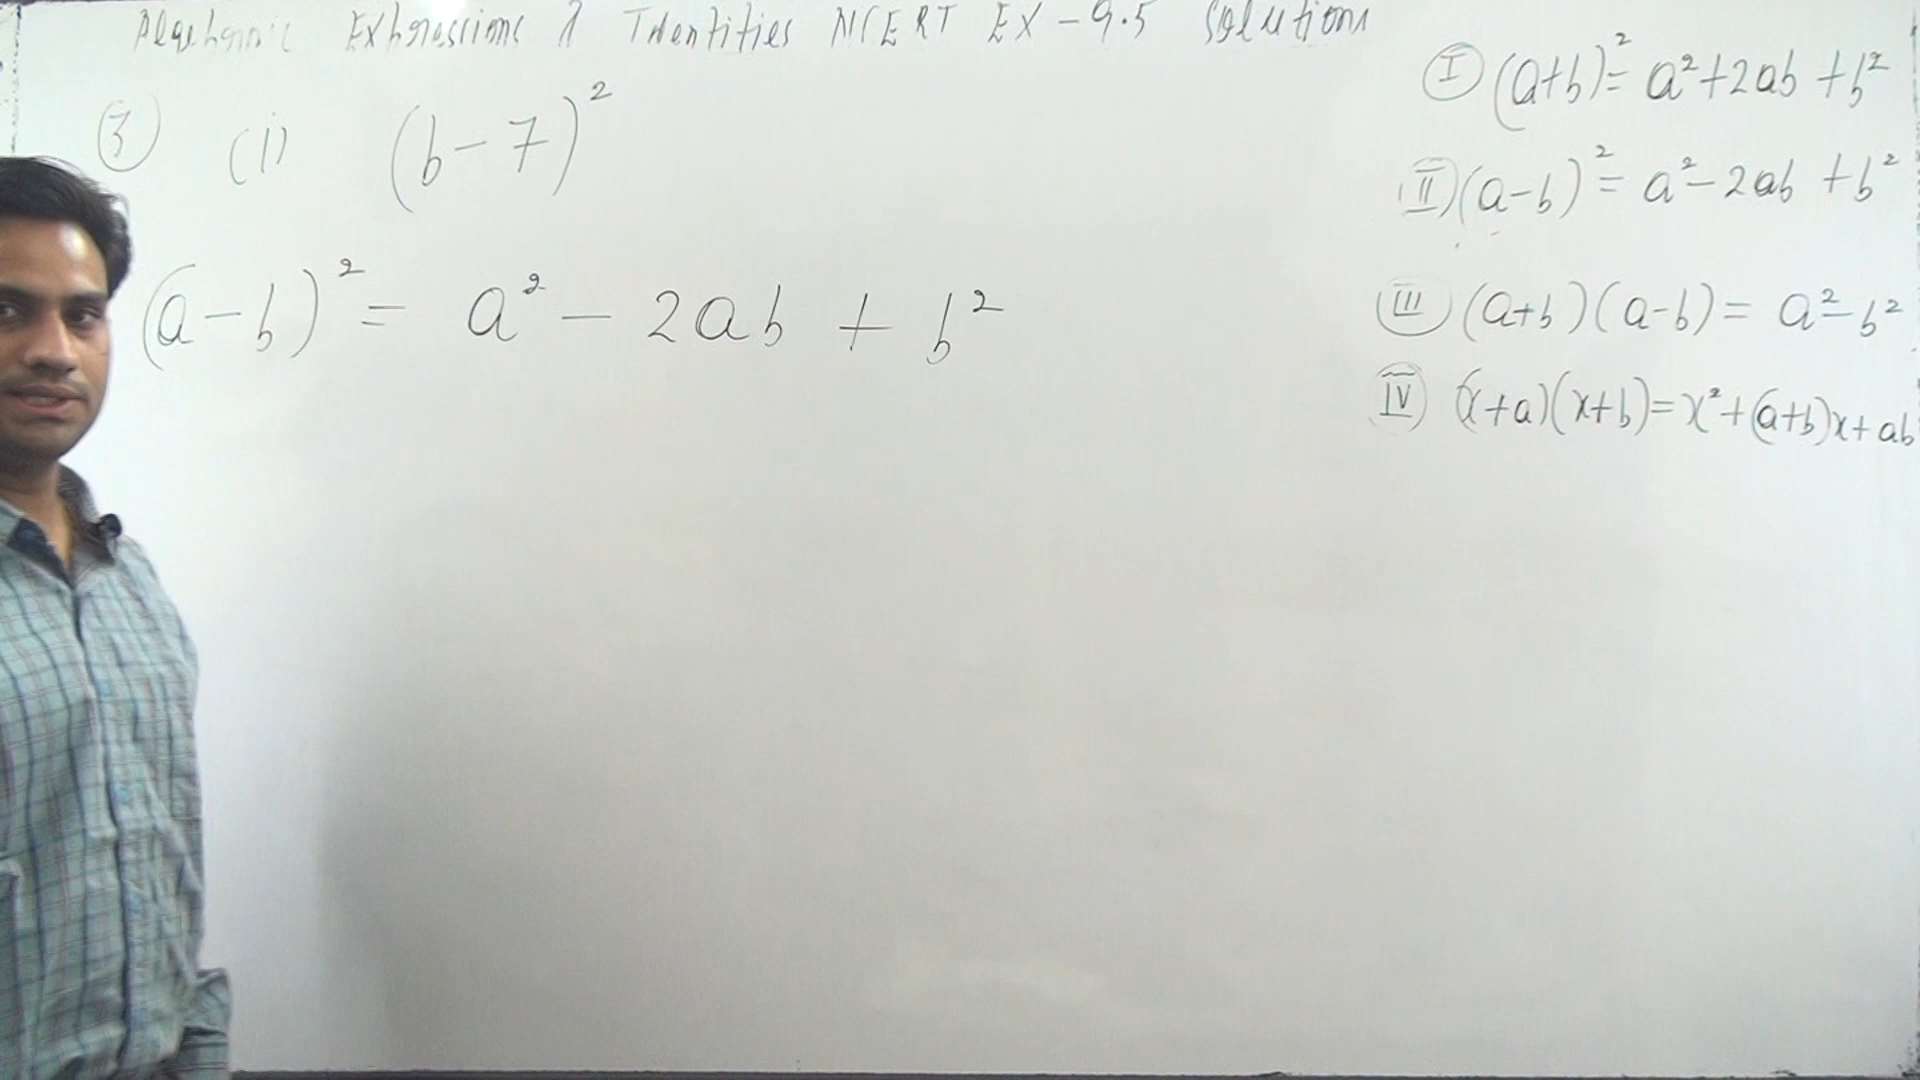 Algebraic Expressions & Identities NCERT EX - 9.5 Solutions
③ (i) (b-7)²
(a-b)² = a² - 2ab + b²
Ⓘ (a+b)² = a² + 2ab + b²
(II) (a-b)² = a² - 2ab + b²
(III) (a+b)(a-b) = a² - b²
(IV) (x+a)(x+b) = x² + (a+b)x + ab